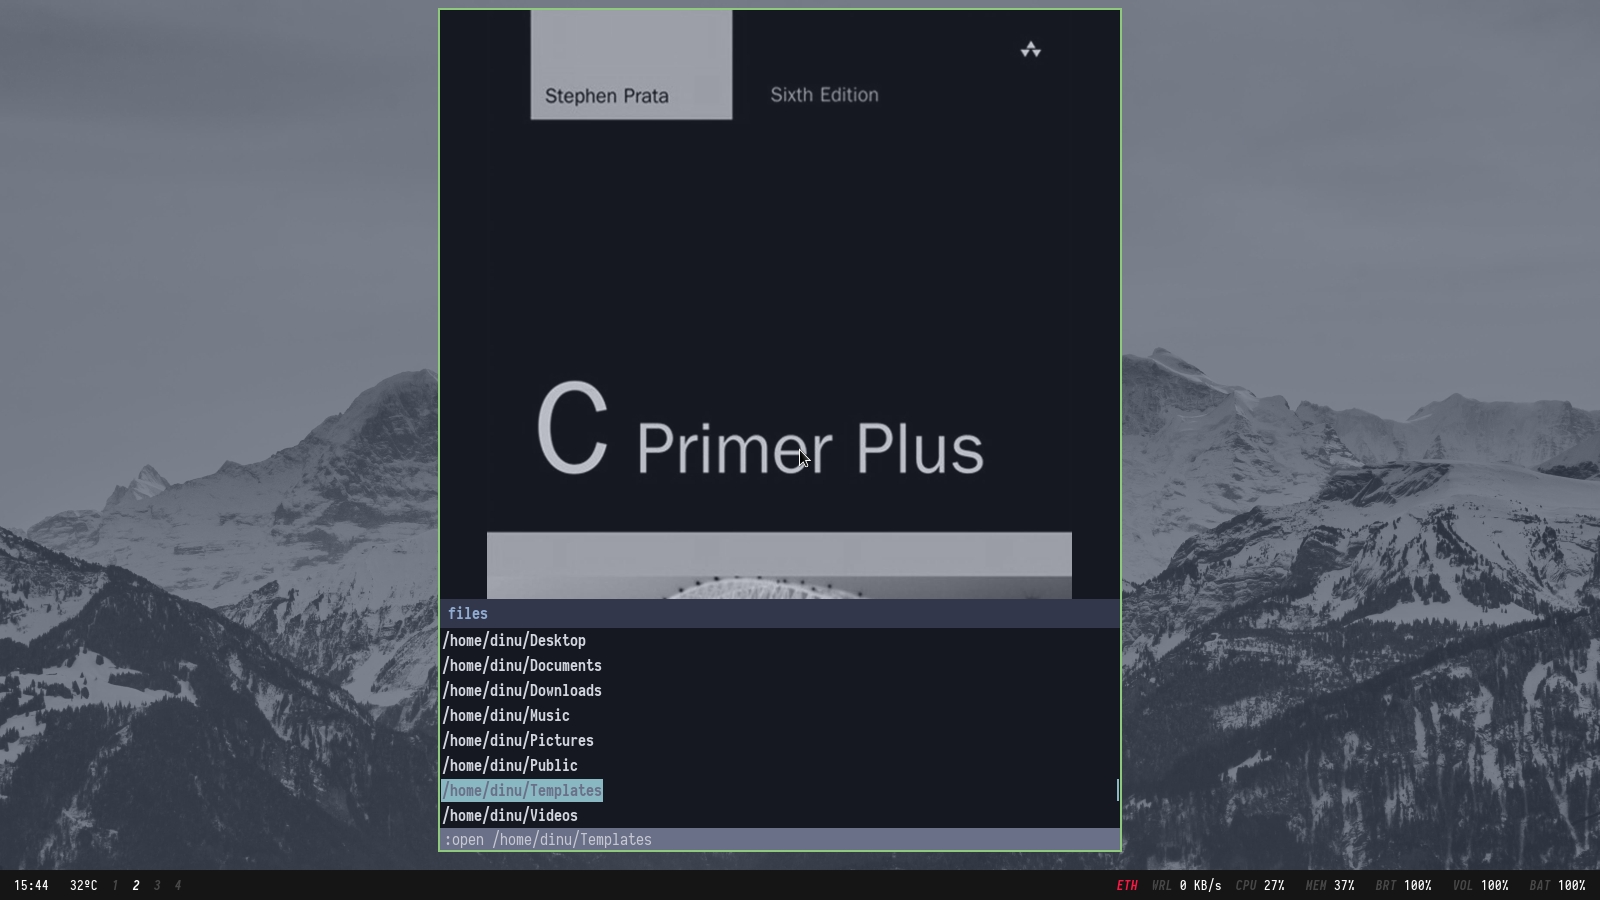 Stephen Prata
Sixth Edition
C Primer Plus
files
/home/dinu/Desktop
/home/dinu/Documents
/home/dinu/Downloads
/home/dinu/Music
/home/dinu/Pictures
/home/dinu/Public
/home/dinu/Templates
/home/dinu/Videos
:open /home/dinu/Templates
15:44 32ºC 1 2 3 4 ETH WRL 0 KB/s CPU 27% MEM 37% BRT 100% VOL 100% BAT 100%